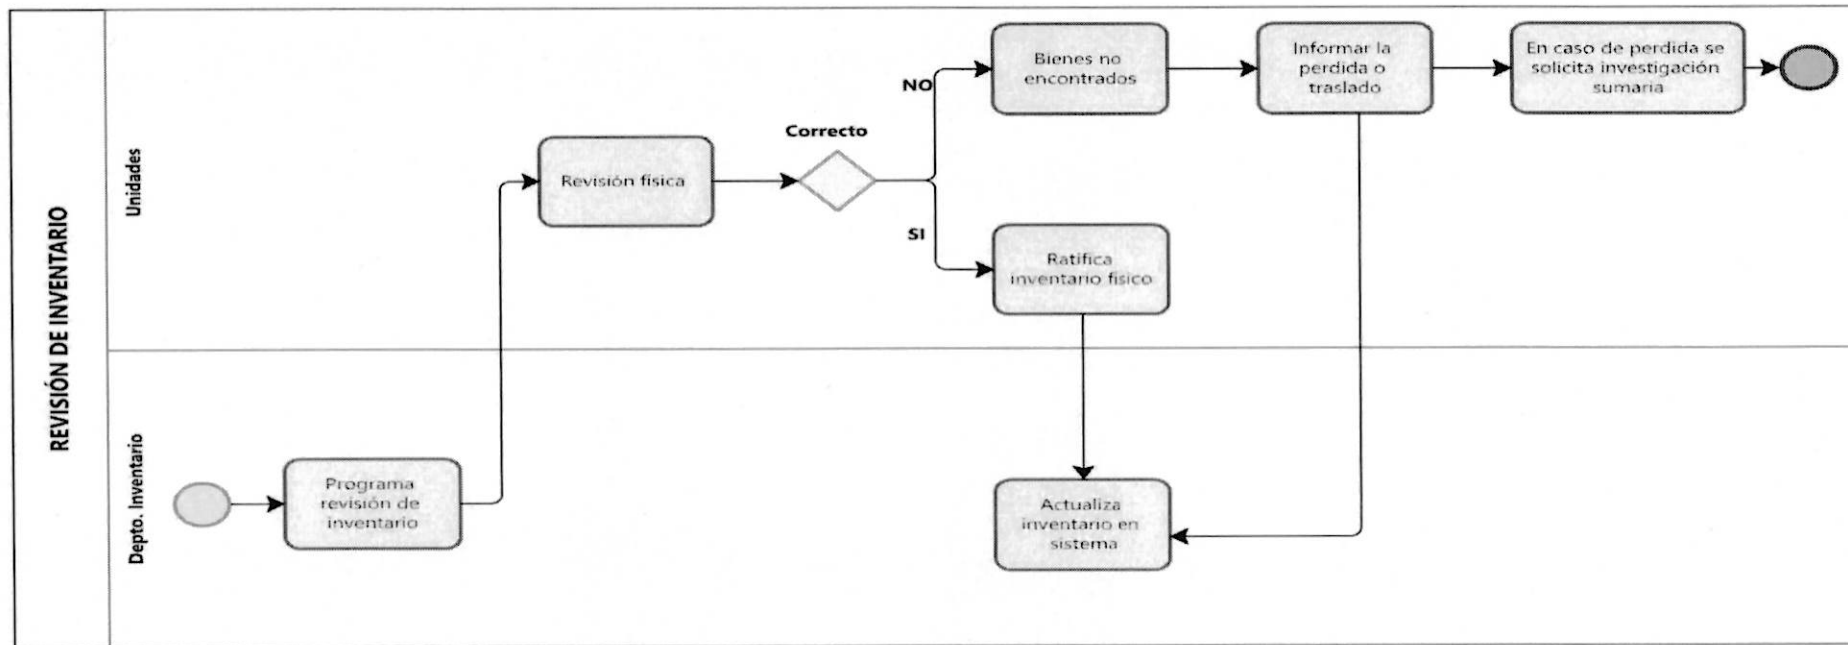 REVISIÓN DE INVENTARIO
Unidades
Depto. Inventario
Programa
revisión de
inventario
Revisión física
Correcto
NO
SI
Bienes no
encontrados
Informar la
perdida o
traslado
En caso de perdida se
solicita investigación
sumaria
Ratifica
inventario fisico
Actualiza
inventario en
sistema